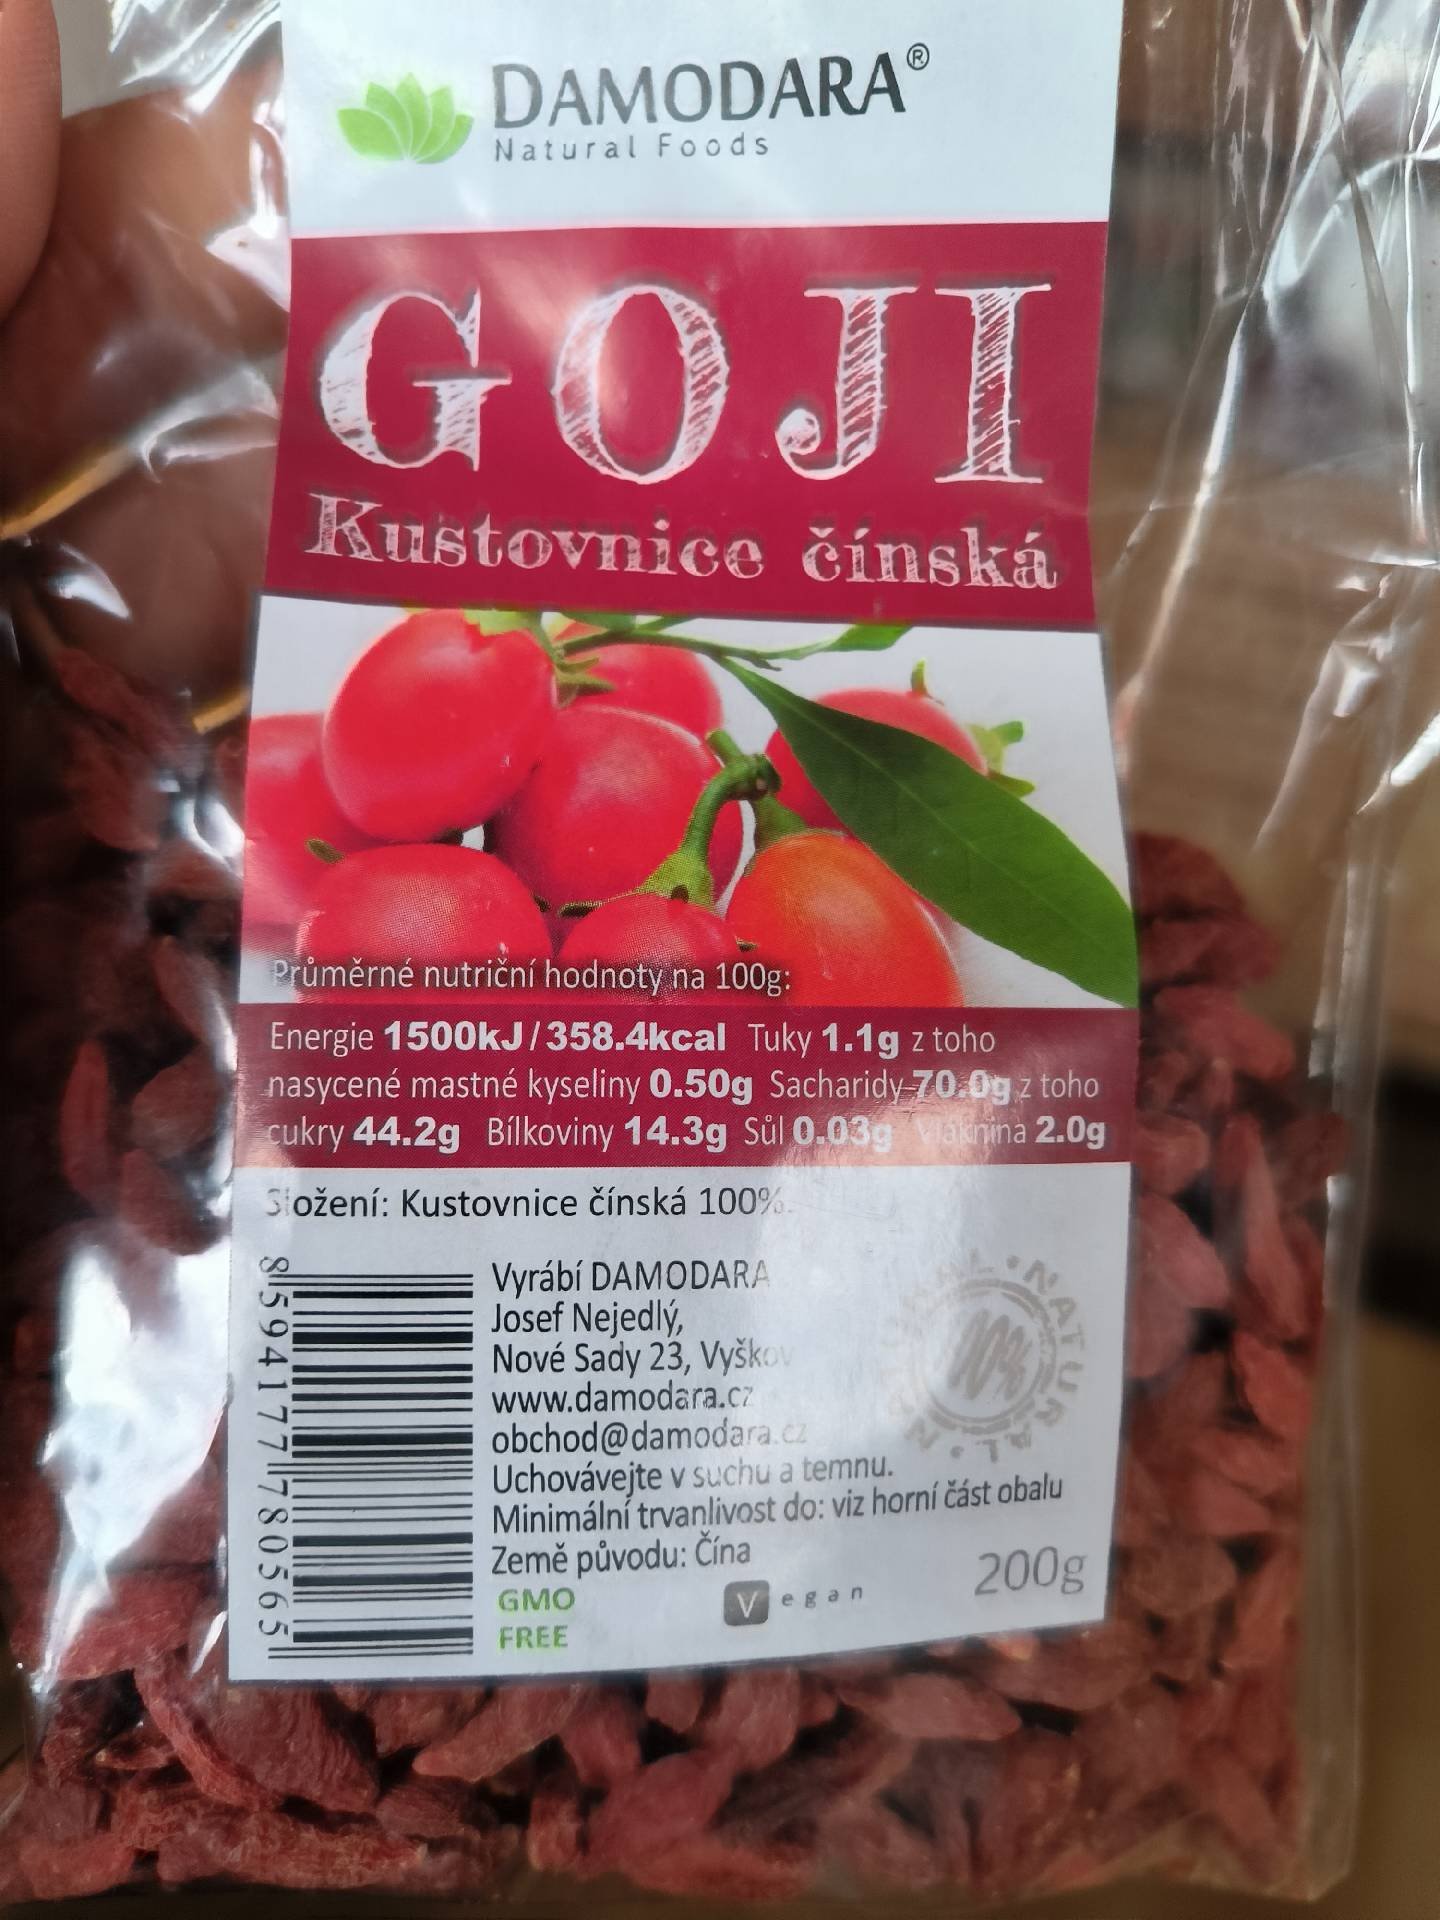 DAMODARA®
Natural Foods
GOJI
Kustovnice čínská
Průměrné nutriční hodnoty na 100g:
Energie 1500kJ/358.4kcal Tuky 1.1g z toho
nasycené mastné kyseliny 0.50g Sacharidy 70.0g z toho
cukry 44.2g Bílkoviny 14.3g Sůl 0.03g Vláknina 2.0g
Složení: Kustovnice čínská 100%.
8594177780565
Vyrábí DAMODARA
Josef Nejedlý,
Nové Sady 23, Vyškov
www.damodara.cz
obchod@damodara.cz
Uchovávejte v suchu a temnu.
Minimální trvanlivost do: viz horní část obalu
Země původu: Čína
GMO
FREE
Vegan
200g
NATURAL